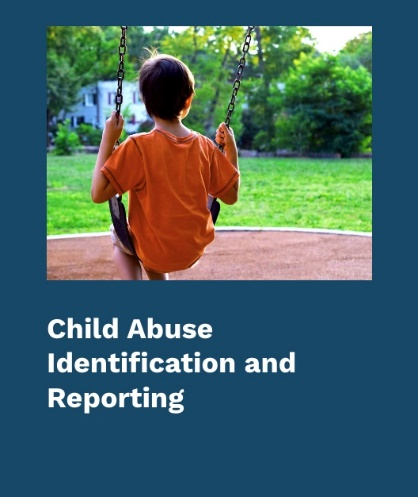 Child Abuse
Identification and
Reporting